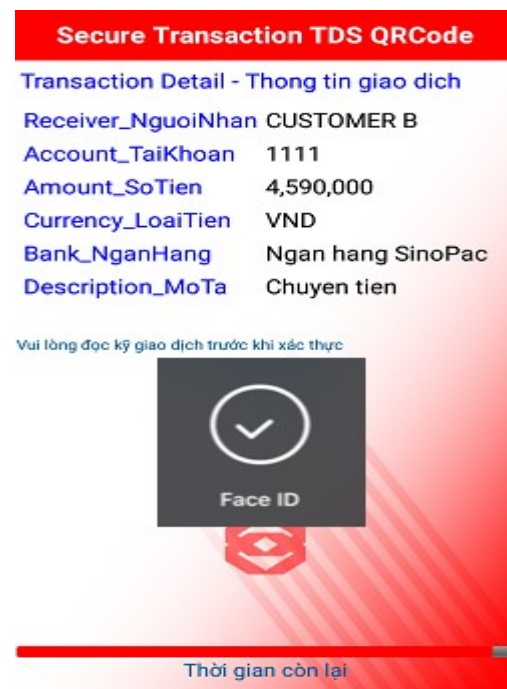 Secure Transaction TDS QRCode
Transaction Detail - Thong tin giao dich
Receiver_NguoiNhan CUSTOMER B
Account_TaiKhoan 1111
Amount_SoTien 4,590,000
Currency_LoaiTien VND
Bank_NganHang Ngan hang SinoPac
Description_MoTa Chuyen tien
Vui lòng đọc kỹ giao dịch trước khi xác thực
Face ID
Thời gian còn lại